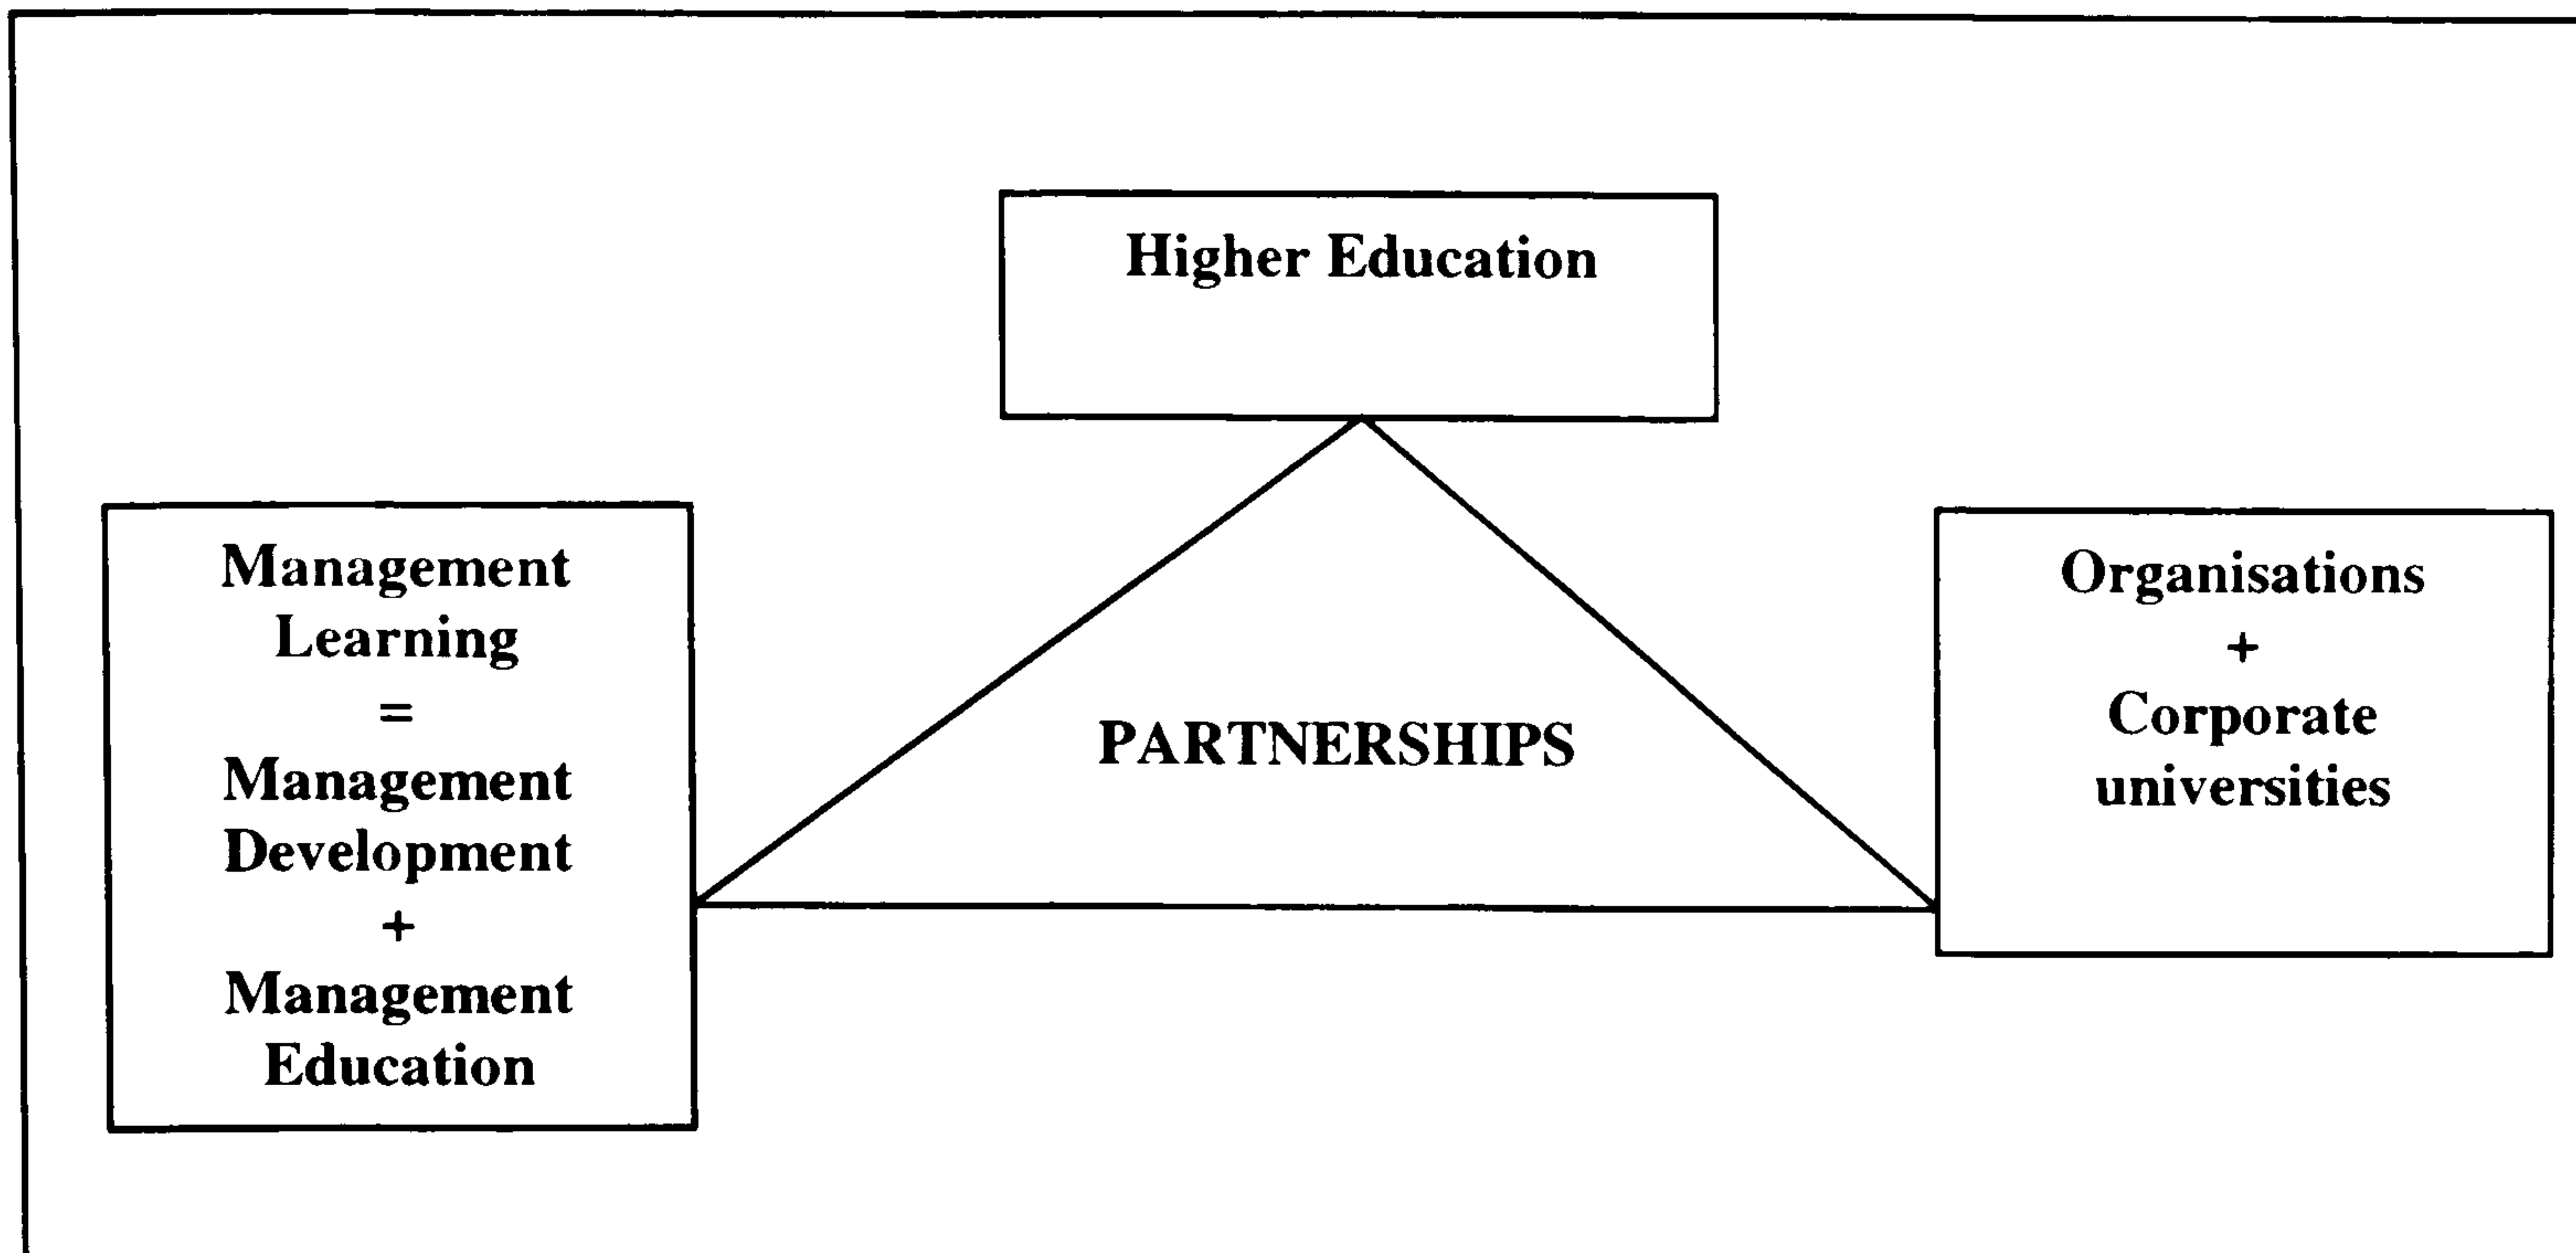 Higher Education
Management
Learning
=
Management
Development
+
Management
Education
PARTNERSHIPS
Organisations
+
Corporate
universities